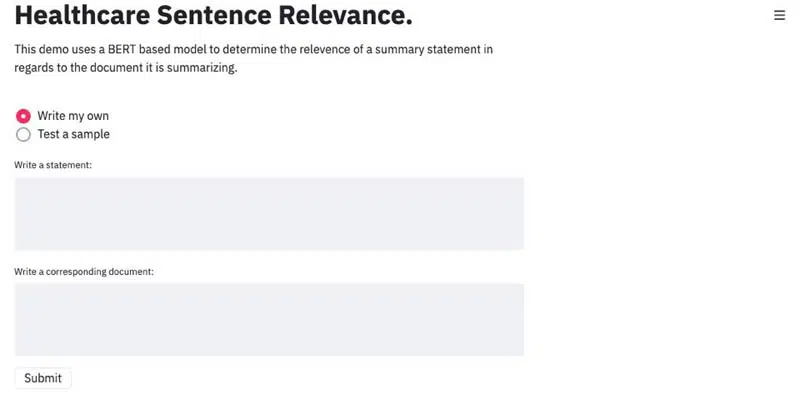 Healthcare Sentence Relevance.
This demo uses a BERT based model to determine the relevence of a summary statement in
regards to the document it is summarizing.
Write my own
Test a sample
Write a statement:
Write a corresponding document:
Submit